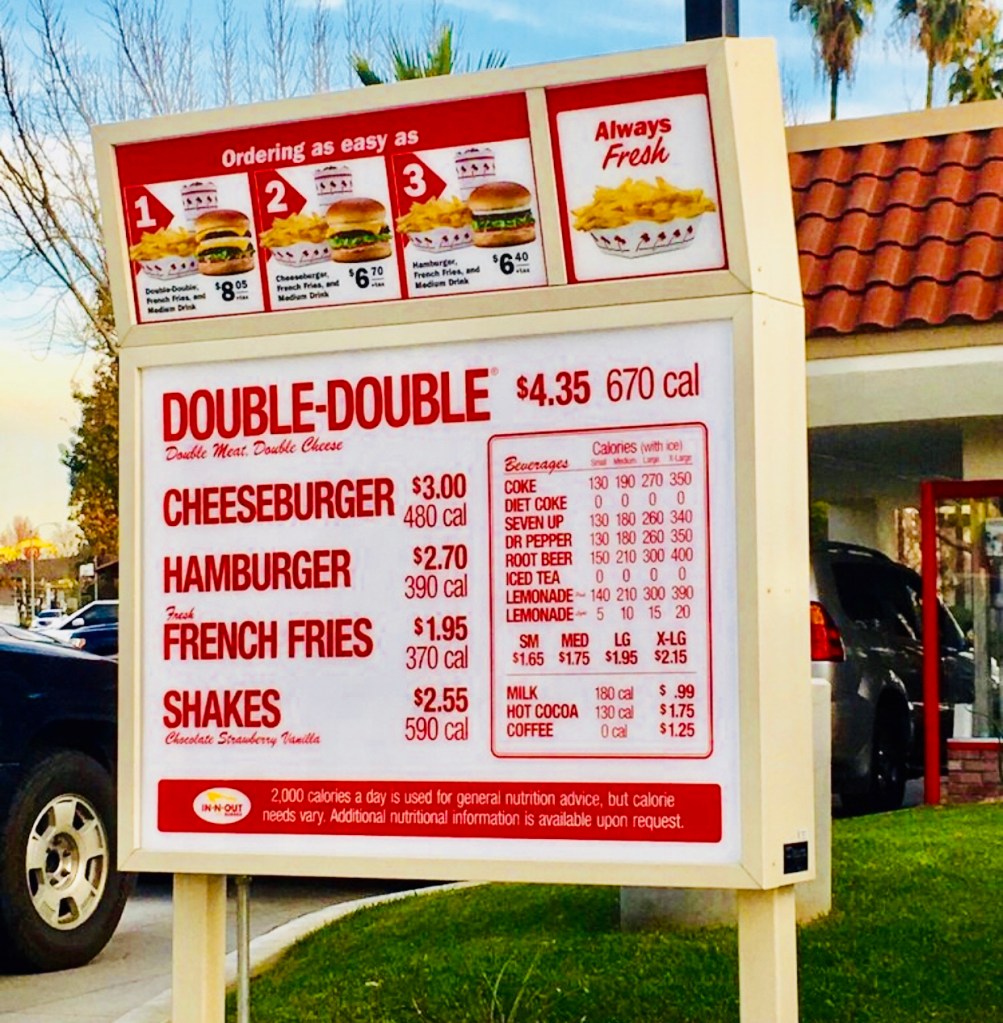 Ordering as easy as
1
Double-Double,
French Fries, and
Medium Drink
$8 05
+tax
2
Cheeseburger,
French Fries, and
Medium Drink
$6 70
+tax
3
Hamburger,
French Fries, and
Medium Drink
$6 40
+tax
Always
Fresh
DOUBLE-DOUBLE® $4.35 670 cal
Double Meat, Double Cheese
CHEESEBURGER $3.00
480 cal
HAMBURGER $2.70
390 cal
Fresh
FRENCH FRIES $1.95
370 cal
SHAKES $2.55
590 cal
Chocolate Strawberry Vanilla
Calories (with ice)
Beverages Small Medium Large X-Large
COKE 130 190 270 350
DIET COKE 0 0 0 0
SEVEN UP 130 180 260 340
DR PEPPER 130 180 260 350
ROOT BEER 150 210 300 400
ICED TEA 0 0 0 0
LEMONADE 140 210 300 390
LEMONADE 5 10 15 20
SM MED LG X-LG
$1.65 $1.75 $1.95 $2.15
MILK 180 cal $ .99
HOT COCOA 130 cal $1.75
COFFEE 0 cal $1.25
IN-N-OUT
BURGER
2,000 calories a day is used for general nutrition advice, but calorie
needs vary. Additional nutritional information is available upon request.